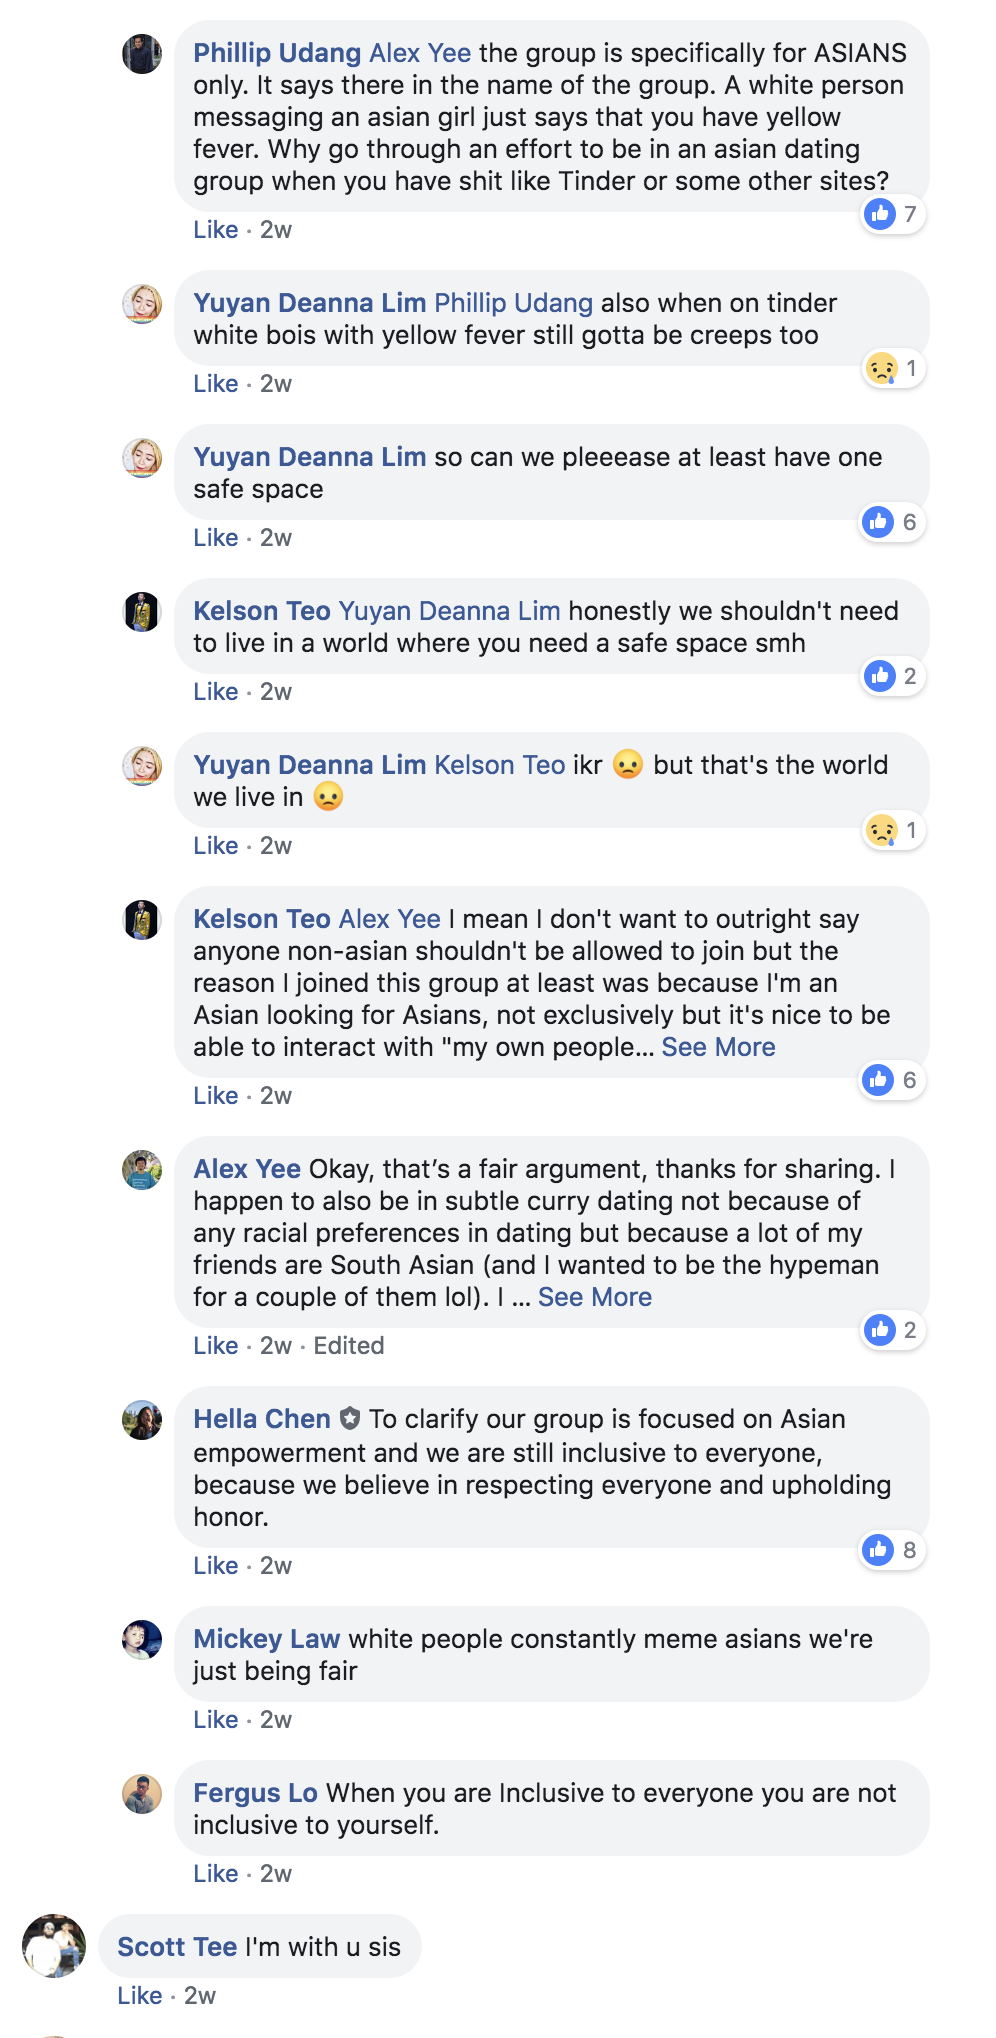 Phillip Udang Alex Yee the group is specifically for ASIANS
only. It says there in the name of the group. A white person
messaging an asian girl just says that you have yellow
fever. Why go through an effort to be in an asian dating
group when you have shit like Tinder or some other sites?
7
Like · 2w
Yuyan Deanna Lim Phillip Udang also when on tinder
white bois with yellow fever still gotta be creeps too
1
Like · 2w
Yuyan Deanna Lim so can we pleeease at least have one
safe space
6
Like · 2w
Kelson Teo Yuyan Deanna Lim honestly we shouldn't need
to live in a world where you need a safe space smh
2
Like · 2w
Yuyan Deanna Lim Kelson Teo ikr 😞 but that's the world
we live in 😞
1
Like · 2w
Kelson Teo Alex Yee I mean I don't want to outright say
anyone non-asian shouldn't be allowed to join but the
reason I joined this group at least was because I'm an
Asian looking for Asians, not exclusively but it's nice to be
able to interact with "my own people... See More
6
Like · 2w
Alex Yee Okay, that’s a fair argument, thanks for sharing. I
happen to also be in subtle curry dating not because of
any racial preferences in dating but because a lot of my
friends are South Asian (and I wanted to be the hypeman
for a couple of them lol). I ... See More
2
Like · 2w · Edited
Hella Chen To clarify our group is focused on Asian
empowerment and we are still inclusive to everyone,
because we believe in respecting everyone and upholding
honor.
8
Like · 2w
Mickey Law white people constantly meme asians we're
just being fair
Like · 2w
Fergus Lo When you are Inclusive to everyone you are not
inclusive to yourself.
Like · 2w
Scott Tee I'm with u sis
Like · 2w